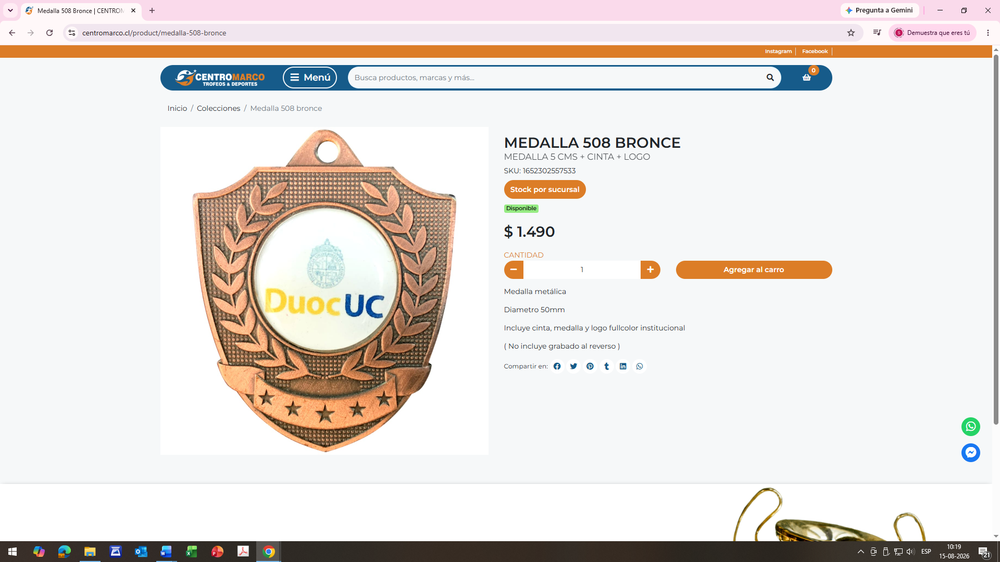 Medalla 508 Bronce | CENTROM
Pregunta a Gemini
centromarco.cl/product/medalla-508-bronce
Demuestra que eres tú
Instagram
Facebook
CENTROMARCO
TROFEOS & DEPORTES
Menú
Busca productos, marcas y más...
0
Inicio / Colecciones / Medalla 508 bronce
Duoc UC
MEDALLA 508 BRONCE
MEDALLA 5 CMS + CINTA + LOGO
SKU: 1652302557533
Stock por sucursal
Disponible
$ 1.490
CANTIDAD
1
Agregar al carro
Medalla metálica
Diametro 50mm
Incluye cinta, medalla y logo fullcolor institucional
( No incluye grabado al reverso )
Compartir en:
ESP
10:19
15-08-2026
21